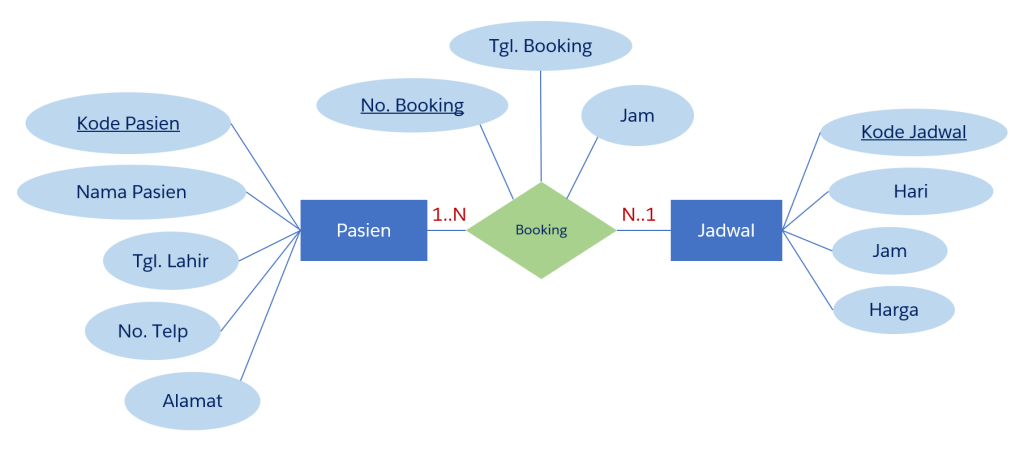 Tgl. Booking
No. Booking
Jam
Kode Pasien
Nama Pasien
Tgl. Lahir
No. Telp
Alamat
Pasien
1..N
Booking
N..1
Jadwal
Kode Jadwal
Hari
Jam
Harga